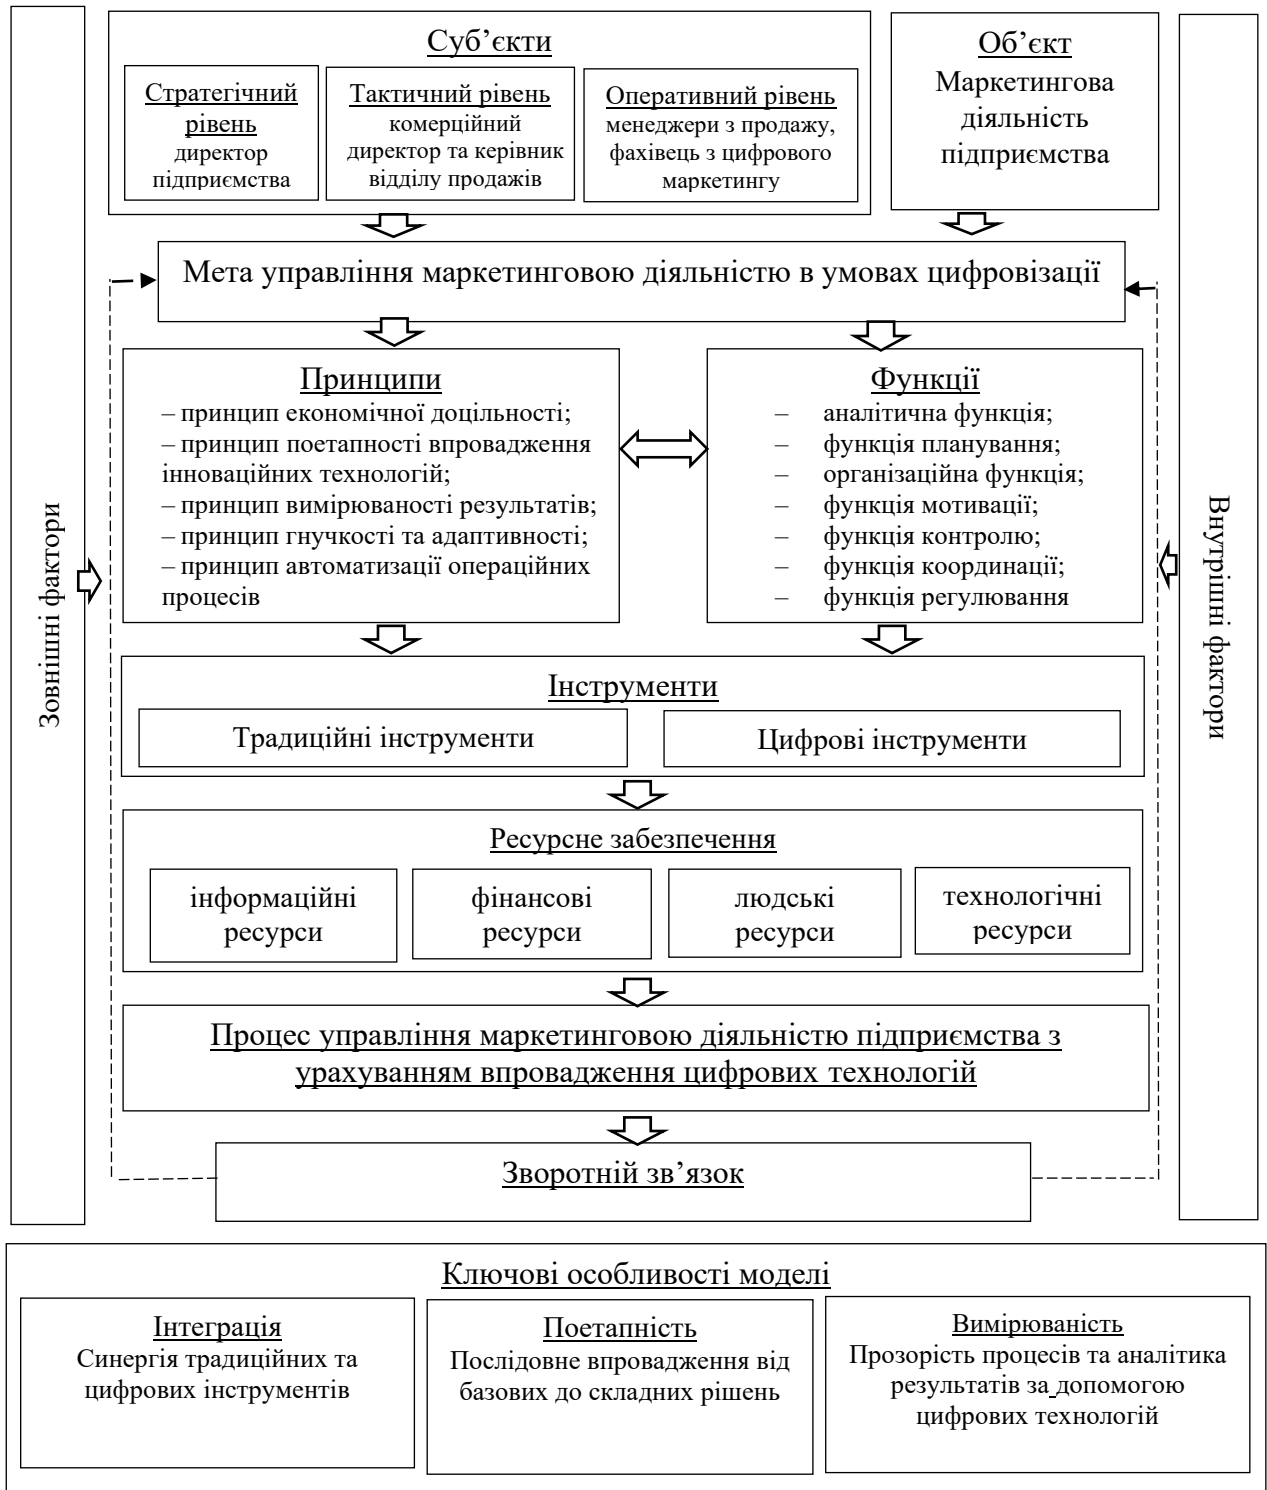 Суб’єкти
Стратегічний
рівень
директор
підприємства
Тактичний рівень
комерційний
директор та керівник
відділу продажів
Оперативний рівень
менеджери з продажу,
фахівець з цифрового
маркетингу
Об’єкт
Маркетингова
діяльність
підприємства
Мета управління маркетинговою діяльністю в умовах цифровізації
Зовнішні фактори
Принципи
– принцип економічної доцільності;
– принцип поетапності впровадження
інноваційних технологій;
– принцип вимірюваності результатів;
– принцип гнучкості та адаптивності;
– принцип автоматизації операційних
процесів
Функції
– аналітична функція;
– функція планування;
– організаційна функція;
– функція мотивації;
– функція контролю;
– функція координації;
– функція регулювання
Внутрішні фактори
Інструменти
Традиційні інструменти
Цифрові інструменти
Ресурсне забезпечення
інформаційні
ресурси
фінансові
ресурси
людські
ресурси
технологічні
ресурси
Процес управління маркетинговою діяльністю підприємства з
урахуванням впровадження цифрових технологій
Зворотній зв’язок
Ключові особливості моделі
Інтеграція
Синергія традиційних та
цифрових інструментів
Поетапність
Послідовне впровадження від
базових до складних рішень
Вимірюваність
Прозорість процесів та аналітика
результатів за допомогою
цифрових технологій